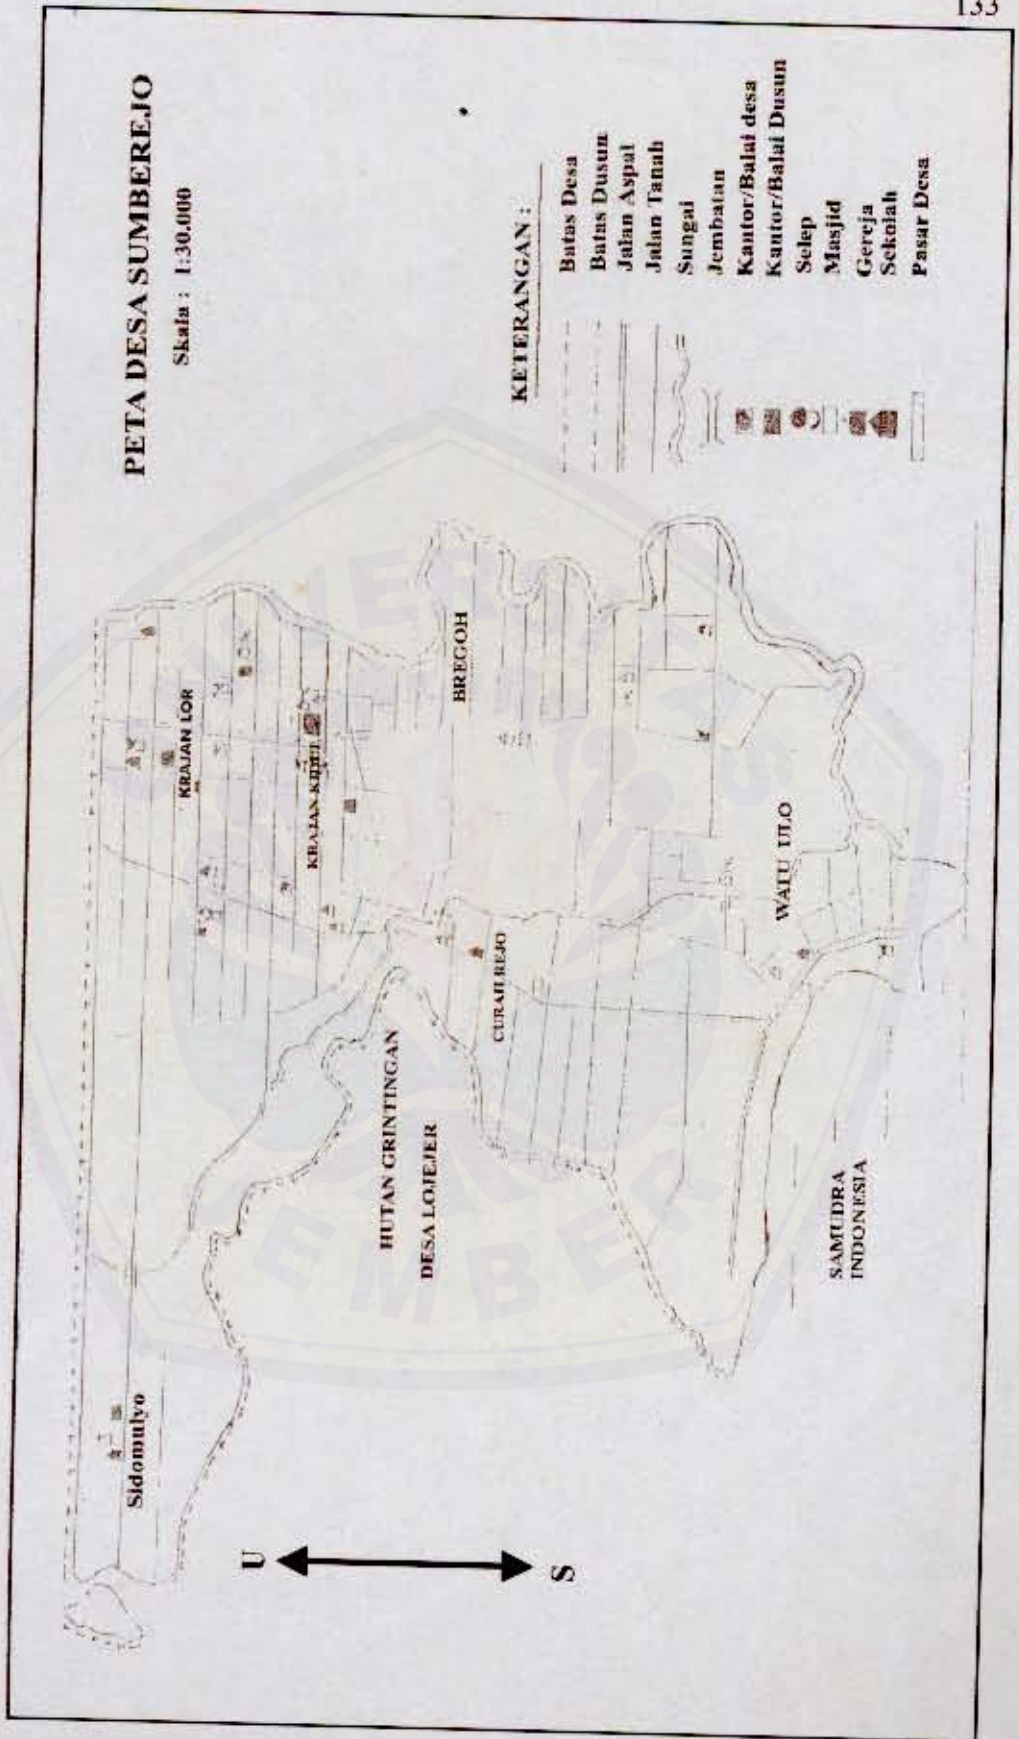 133
PETA DESA SUMBEREJO
Skala : 1:30.000
KETERANGAN :
Batas Desa
Batas Dusun
Jalan Aspal
Jalan Tanah
Sungai
Jembatan
Kantor/Balai desa
Kantor/Balai Dusun
Selep
Masjid
Gereja
Sekolah
Pasar Desa
KRAJAN LOR
KRAJAN KIDUL
BREGOH
CURAH REJO
WATU ULO
HUTAN GRINTINGAN
DESA LOJEJER
SAMUDRA
INDONESIA
Sidomulyo
U
S
UNIVERSITAS
JEMBER